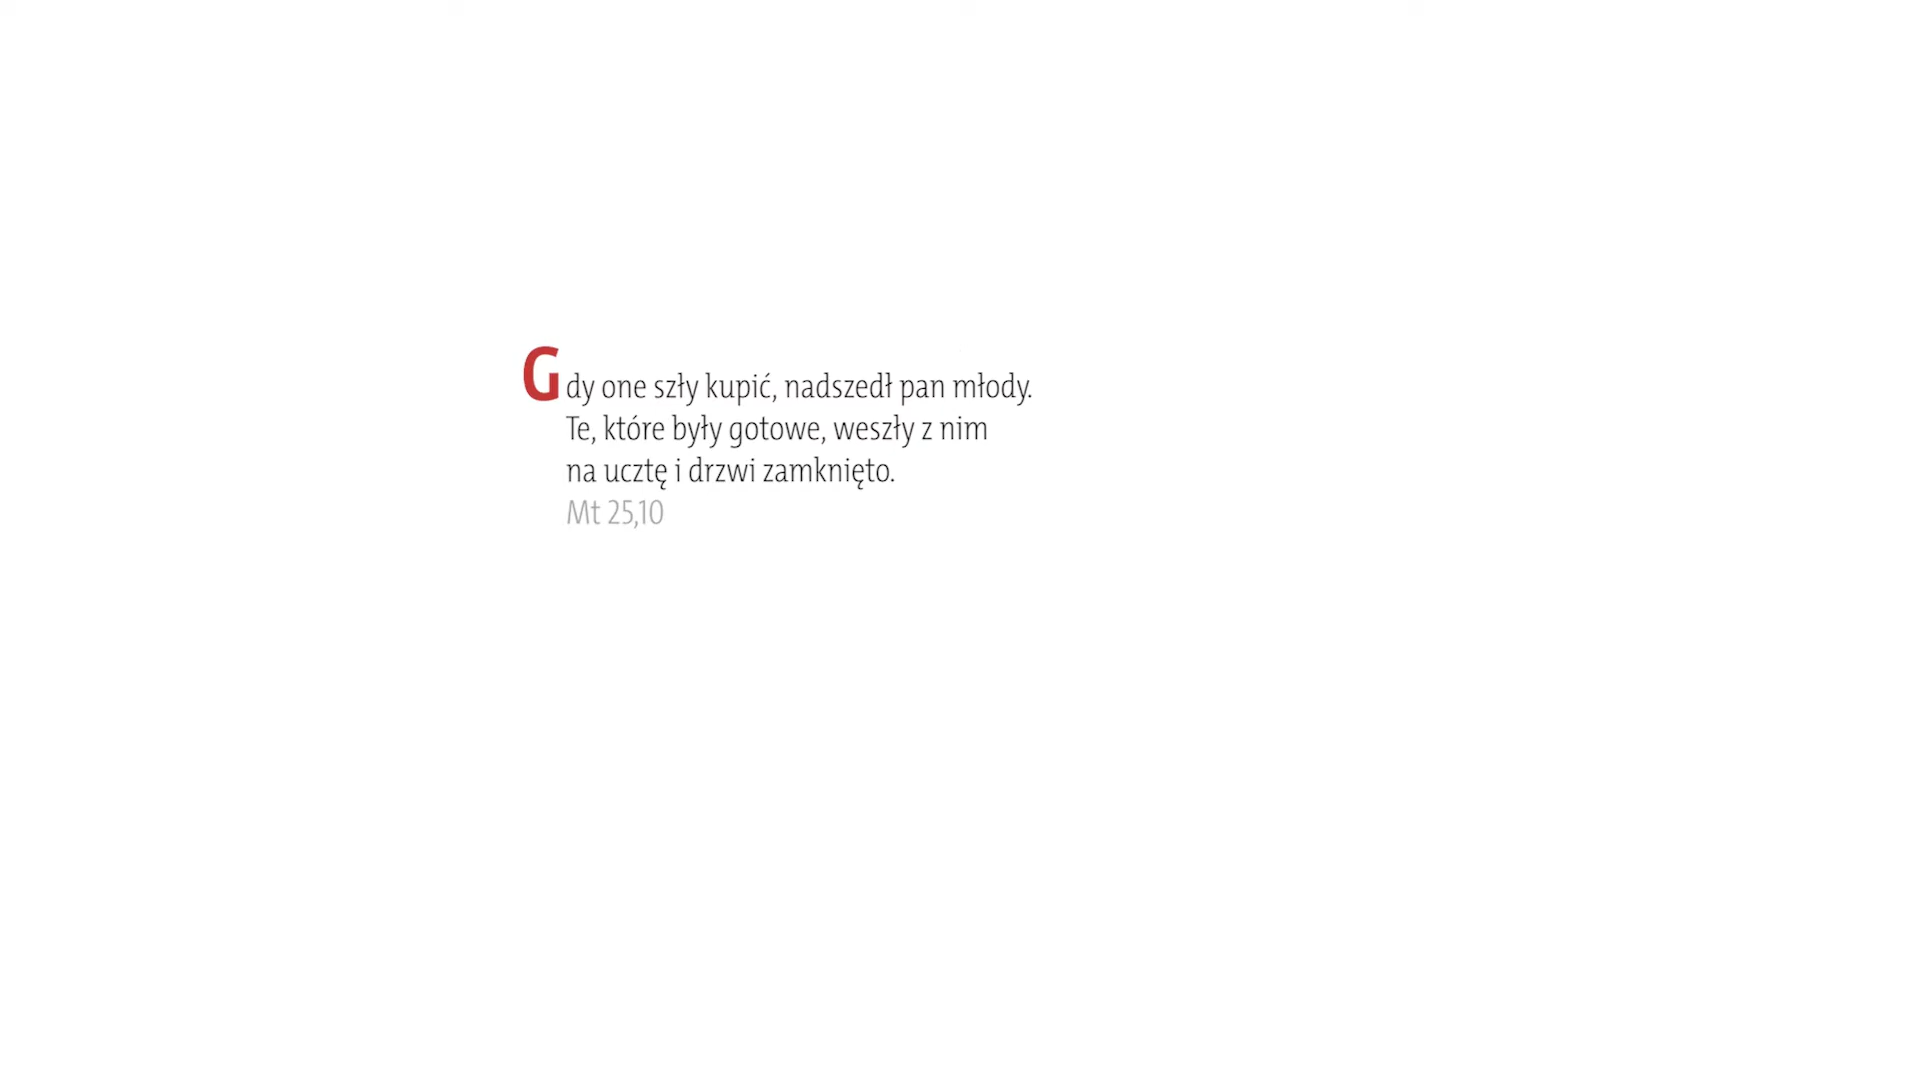 Gdy one szły kupić, nadszedł pan młody.
Te, które były gotowe, weszły z nim
na ucztę i drzwi zamknięto.
Mt 25,10